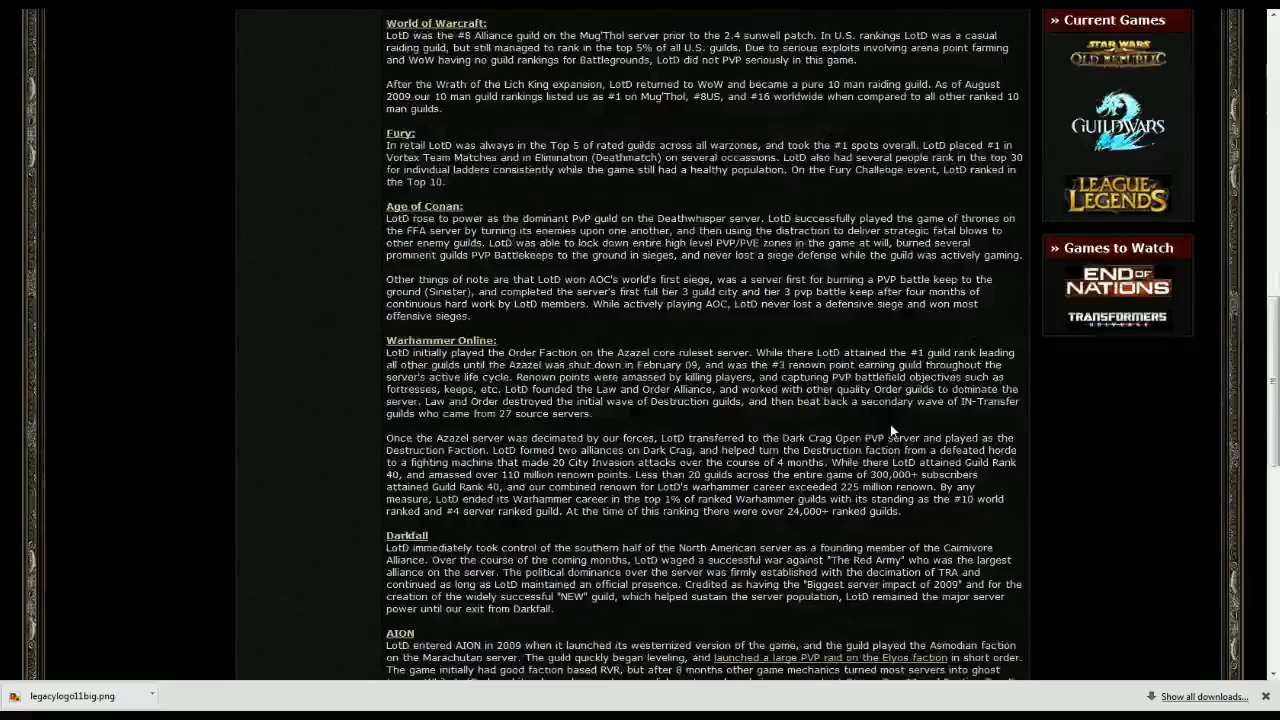 World of Warcraft:
LotD was the #8 Alliance guild on the Mug'Thol server prior to the 2.4 sunwell patch. In U.S. rankings LotD was a casual
raiding guild, but still managed to rank in the top 5% of all U.S. guilds. Due to serious exploits involving arena point farming
and WoW having no guild rankings for Battlegrounds, LotD did not PVP seriously in this game.
After the Wrath of the Lich King expansion, LotD returned to WoW and became a pure 10 man raiding guild. As of August
2009 our 10 man guild rankings listed us as #1 on Mug'Thol, #8US, and #16 worldwide when compared to all other ranked 10
man guilds.
Fury:
In retail LotD was always in the Top 5 of rated guilds across all warzones, and took the #1 spots overall. LotD placed #1 in
Vortex Team Matches and in Elimination (Deathmatch) on several occassions. LotD also had several people rank in the top 30
for individual ladders consistently while the game still had a healthy population. On the Fury Challenge event, LotD ranked in
the Top 10.
Age of Conan:
LotD rose to power as the dominant PvP guild on the Deathwhisper server. LotD successfully played the game of thrones on
the FFA server by turning its enemies upon one another, and then using the distraction to deliver strategic fatal blows to
other enemy guilds. LotD was able to lock down entire high level PVP/PVE zones in the game at will, burned several
prominent guilds PVP Battlekeeps to the ground in sieges, and never lost a siege defense while the guild was actively gaming.
Other things of note are that LotD won AOC's world's first siege, was a server first for burning a PVP battle keep to the
ground (Sinister), and completed the server's first full tier 3 guild city and tier 3 pvp battle keep after four months of
continuous hard work by LotD members. While actively playing AOC, LotD never lost a defensive siege and won most
offensive sieges.
Warhammer Online:
LotD initially played the Order Faction on the Azazel core ruleset server. While there LotD attained the #1 guild rank leading
all other guilds until the Azazel was shut down in February 09, and was the #3 renown point earning guild throughout the
server's active life cycle. Renown points were amassed by killing players, and capturing PVP battlefield objectives such as
fortresses, keeps, etc. LotD founded the Law and Order Alliance, and worked with other quality Order guilds to dominate the
server. Law and Order destroyed the initial wave of Destruction guilds, and then beat back a secondary wave of IN-Transfer
guilds who came from 27 source servers.
Once the Azazel server was decimated by our forces, LotD transferred to the Dark Crag Open PVP server and played as the
Destruction Faction. LotD formed two alliances on Dark Crag, and helped turn the Destruction faction from a defeated horde
to a fighting machine that made 20 City Invasion attacks over the course of 4 months. While there LotD attained Guild Rank
40, and amassed over 110 million renown points. Less than 20 guilds across the entire game of 300,000+ subscribers
attained Guild Rank 40, and our combined renown for LotD's warhammer career exceeded 225 million renown. By any
measure, LotD ended its Warhammer career in the top 1% of ranked Warhammer guilds with its standing as the #10 world
ranked and #4 server ranked guild. At the time of this ranking there were over 24,000+ ranked guilds.
Darkfall
LotD immediately took control of the southern half of the North American server as a founding member of the Cairnivore
Alliance. Over the course of the coming months, LotD waged a successful war against "The Red Army" who was the largest
alliance on the server. The political dominance over the server was firmly established with the decimation of TRA and
continued as long as LotD maintained an official presence. Credited as having the "Biggest server impact of 2009" and for the
creation of the widely successful "NEW" guild, which helped sustain the server population, LotD remained the major server
power until our exit from Darkfall.
AION
LotD entered AION in 2009 when it launched its westernized version of the game, and the guild played the Asmodian faction
on the Marachutan server. The guild quickly began leveling, and launched a large PVP raid on the Elyos faction in short order.
The game initially had good faction based RVR, but after 8 months other game mechanics turned most servers into ghost
» Current Games
STAR WARS
OLD REPUBLIC
GUILD WARS
2
LEAGUE
OF
LEGENDS
» Games to Watch
END OF
NATIONS
TRANSFORMERS
UNIVERSE
legacylogo11big.png
Show all downloads...